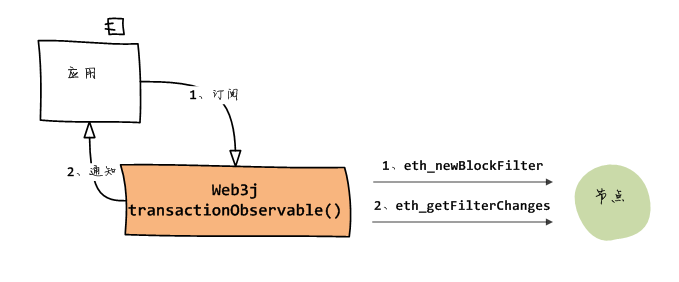 应用
1、订阅
2、通知
Web3j
transactionObservable()
1、eth_newBlockFilter
2、eth_getFilterChanges
节点